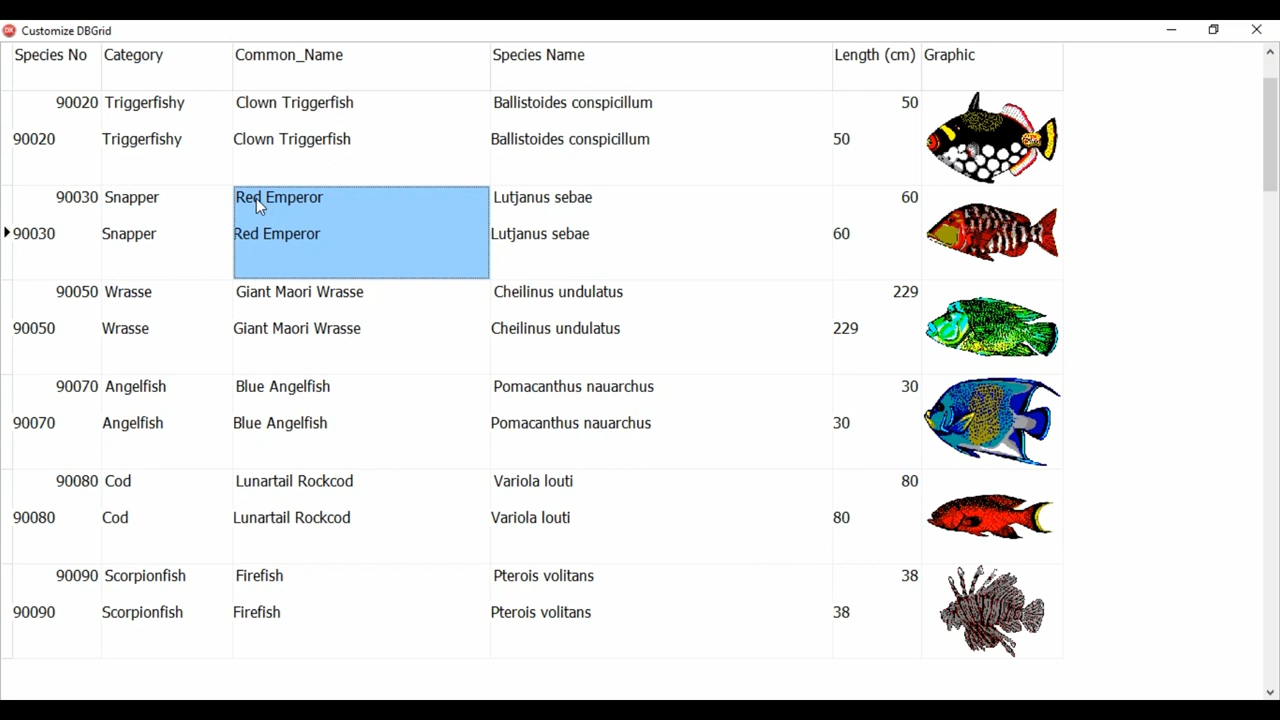 Customize DBGrid
Species No Category Common_Name Species Name Length (cm) Graphic
90020 Triggerfishy Clown Triggerfish Ballistoides conspicillum 50
90020 Triggerfishy Clown Triggerfish Ballistoides conspicillum 50
90030 Snapper Red Emperor Lutjanus sebae 60
90030 Snapper Red Emperor Lutjanus sebae 60
90050 Wrasse Giant Maori Wrasse Cheilinus undulatus 229
90050 Wrasse Giant Maori Wrasse Cheilinus undulatus 229
90070 Angelfish Blue Angelfish Pomacanthus nauarchus 30
90070 Angelfish Blue Angelfish Pomacanthus nauarchus 30
90080 Cod Lunartail Rockcod Variola louti 80
90080 Cod Lunartail Rockcod Variola louti 80
90090 Scorpionfish Firefish Pterois volitans 38
90090 Scorpionfish Firefish Pterois volitans 38